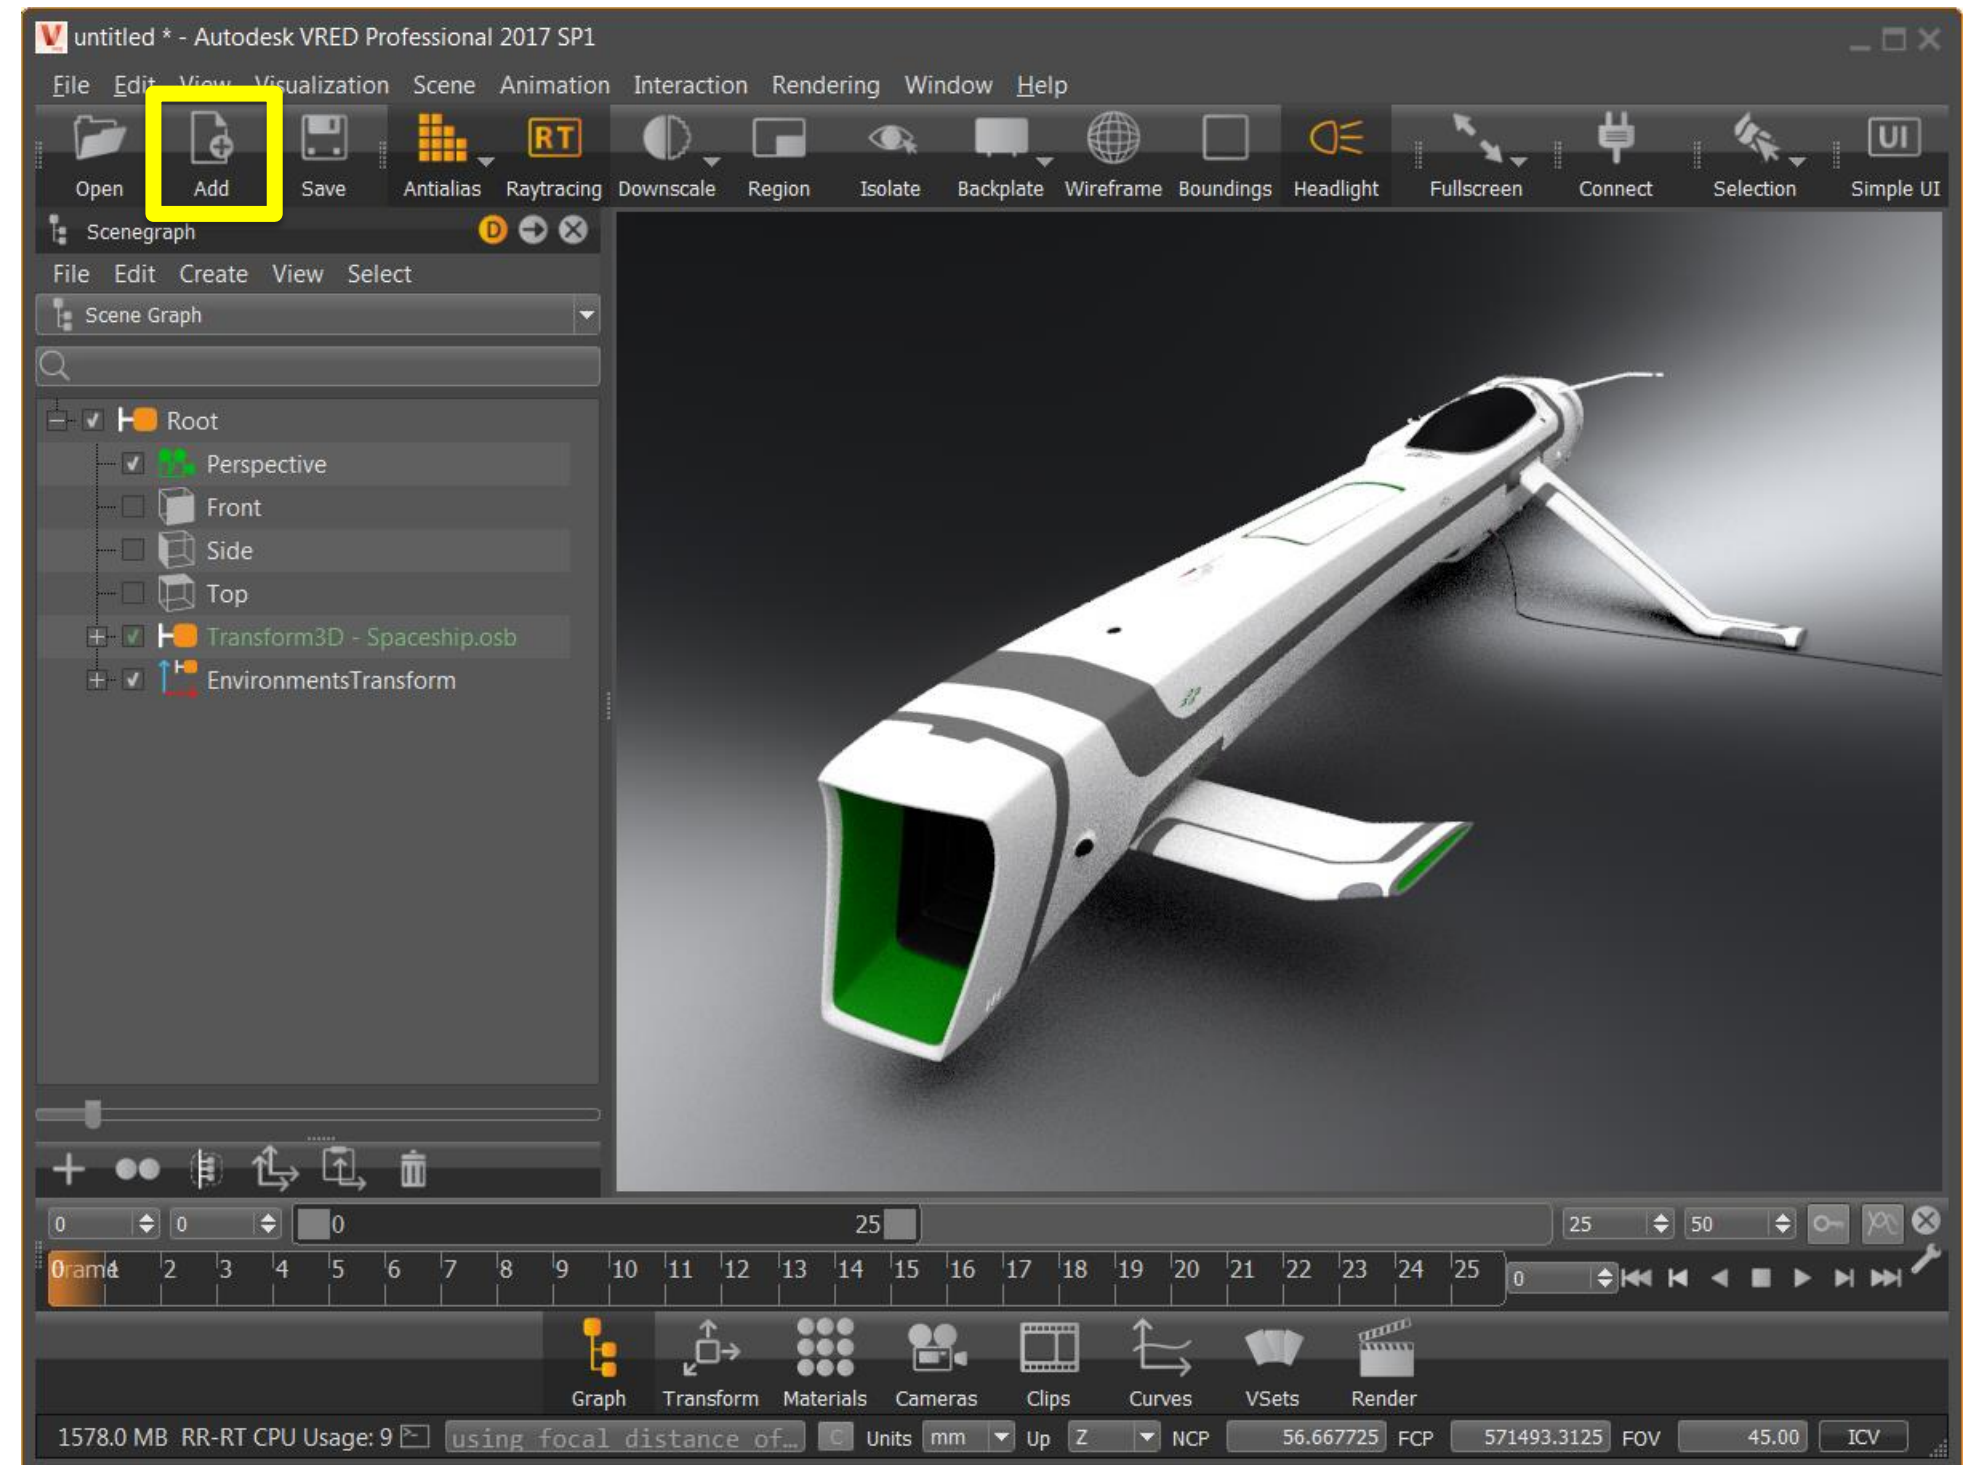 untitled * - Autodesk VRED Professional 2017 SP1
File Edit View Visualization Scene Animation Interaction Rendering Window Help
RT UI
Open Add Save Antialias Raytracing Downscale Region Isolate Backplate Wireframe Boundings Headlight Fullscreen Connect Selection Simple UI
Scenegraph D
File Edit Create View Select
Scene Graph
Root
Perspective
Front
Side
Top
Transform3D - Spaceship.osb
EnvironmentsTransform
0 0 0 25 25 50
0 1 2 3 4 5 6 7 8 9 10 11 12 13 14 15 16 17 18 19 20 21 22 23 24 25 0
Graph Transform Materials Cameras Clips Curves VSets Render
1578.0 MB RR-RT CPU Usage: 9 using focal distance of… C Units mm Up Z NCP 56.667725 FCP 571493.3125 FOV 45.00 ICV